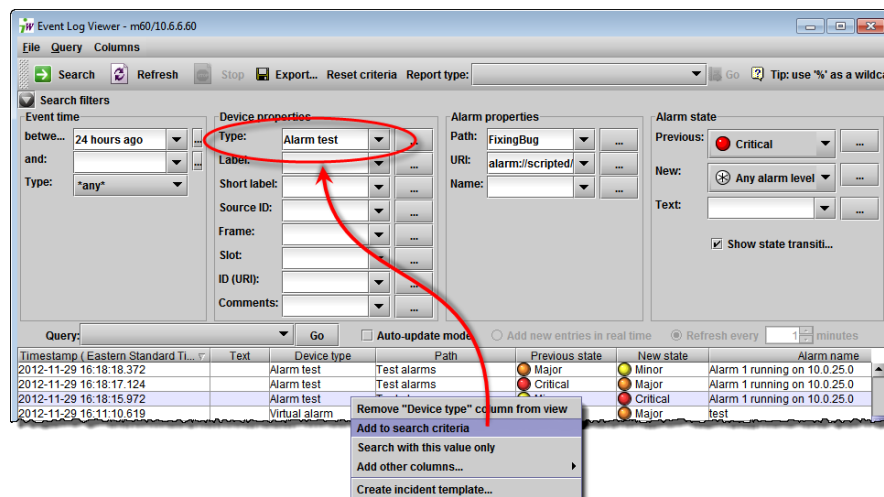 Event Log Viewer - m60/10.6.6.60
File Query Columns
Search Refresh Stop Export... Reset criteria Report type: Go Tip: use '%' as a wildca
Search filters
Event time Device properties Alarm properties Alarm state
betwe... 24 hours ago ... Type: Alarm test ... Path: FixingBug ... Previous: Critical ...
and: ... Label: ... URI: alarm://scripted/ ... New: Any alarm level ...
Type: *any* Short label: ... Name: ... Text: ...
Source ID: ...
Frame: ... Show state transiti...
Slot: ...
ID (URI): ...
Comments: ...
Query: Go Auto-update mode Add new entries in real time Refresh every 1 minutes
Timestamp ( Eastern Standard Ti... Text Device type Path Previous state New state Alarm name
2012-11-29 16:18:18.372 Alarm test Test alarms Major Minor Alarm 1 running on 10.0.25.0
2012-11-29 16:18:17.124 Alarm test Test alarms Critical Major Alarm 1 running on 10.0.25.0
2012-11-29 16:18:15.972 Alarm test Critical Alarm 1 running on 10.0.25.0
2012-11-29 16:11:10.619 Virtual alarm Major test
Remove "Device type" column from view
Add to search criteria
Search with this value only
Add other columns...
Create incident template...